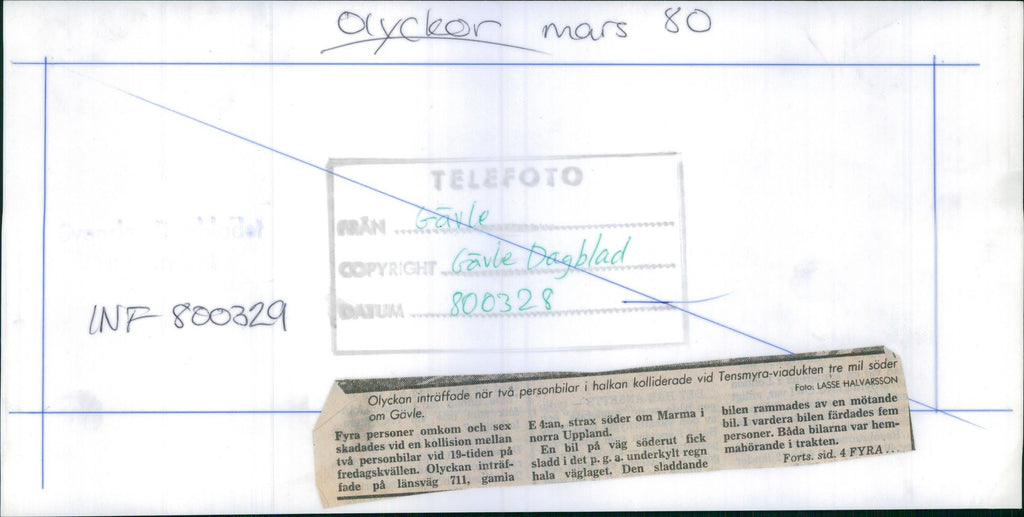 Olyckor mars 80
TELEFOTO
FRÅN Gävle
COPYRIGHT Gävle Dagblad
DATUM 800328
INF 800329
Olyckan inträffade när två personbilar i halkan kolliderade vid Tensmyra-viadukten tre mil söder
om Gävle.
Foto: LASSE HALVARSSON
Fyra personer omkom och sex
skadades vid en kollision mellan
två personbilar vid 19-tiden på
fredagskvällen. Olyckan inträf-
fade på länsväg 711, gamla
E 4:an, strax söder om Marma i
norra Uppland.
En bil på väg söderut fick
sladd i det p. g. a. underkylt regn
hala väglaget. Den sladdande
bilen rammades av en mötande
bil. I vardera bilen färdades fem
personer. Båda bilarna var hem-
mahörande i trakten.
Forts. sid. 4 FYRA ...